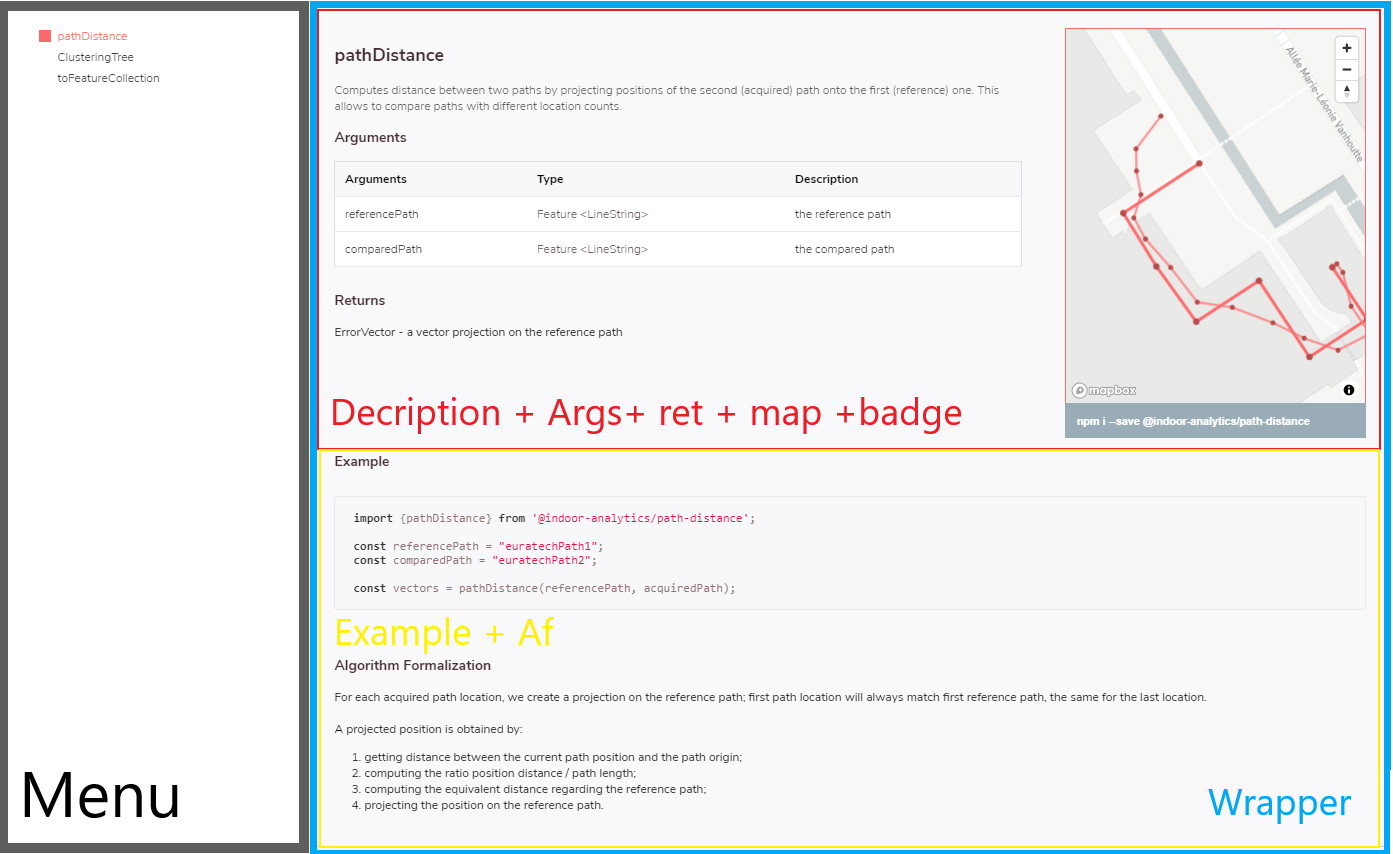 pathDistance
ClusteringTree
toFeatureCollection
Menu
pathDistance
Computes distance between two paths by projecting positions of the second (acquired) path onto the first (reference) one. This
allows to compare paths with different location counts.
Arguments
Arguments Type Description
referencePath Feature <LineString> the reference path
comparedPath Feature <LineString> the compared path
Returns
ErrorVector - a vector projection on the reference path
Decription + Args+ ret + map +badge
Allée Marie-Léonie Vanhoutte
mapbox
npm i --save @indoor-analytics/path-distance
Example
import {pathDistance} from '@indoor-analytics/path-distance';
const referencePath = "euratechPath1";
const comparedPath = "euratechPath2";
const vectors = pathDistance(referencePath, acquiredPath);
Example + Af
Algorithm Formalization
For each acquired path location, we create a projection on the reference path; first path location will always match first reference path, the same for the last location.
A projected position is obtained by:
1. getting distance between the current path position and the path origin;
2. computing the ratio position distance / path length;
3. computing the equivalent distance regarding the reference path;
4. projecting the position on the reference path.
Wrapper